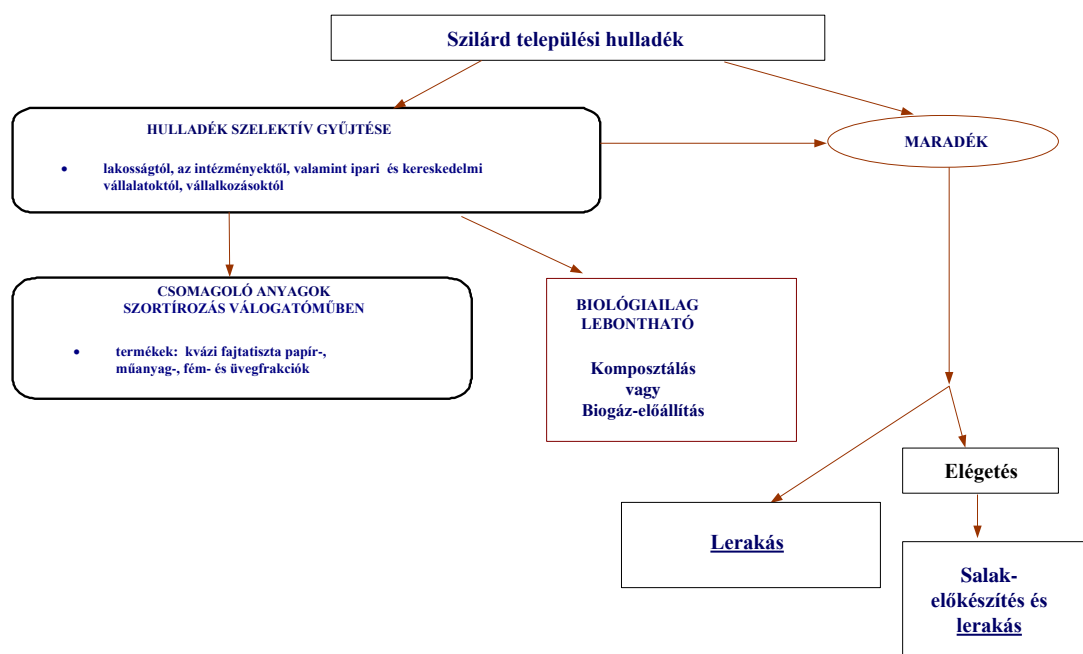 Szilárd települési hulladék
HULLADÉK SZELEKTÍV GYŰJTÉSE
• lakosságtól, az intézményektől, valamint ipari és kereskedelmi
vállalatoktól, vállalkozásoktól
MARADÉK
CSOMAGOLÓ ANYAGOK
SZORTÍROZÁS VÁLOGATÓMŰBEN
• termékek: kvázi fajtatiszta papír-,
műanyag-, fém- és üvegfrakciók
BIOLÓGIAILAG
LEBONTHATÓ
Komposztálás
vagy
Biogáz-előállítás
Elégetés
Lerakás
Salak-
előkészítés és
lerakás